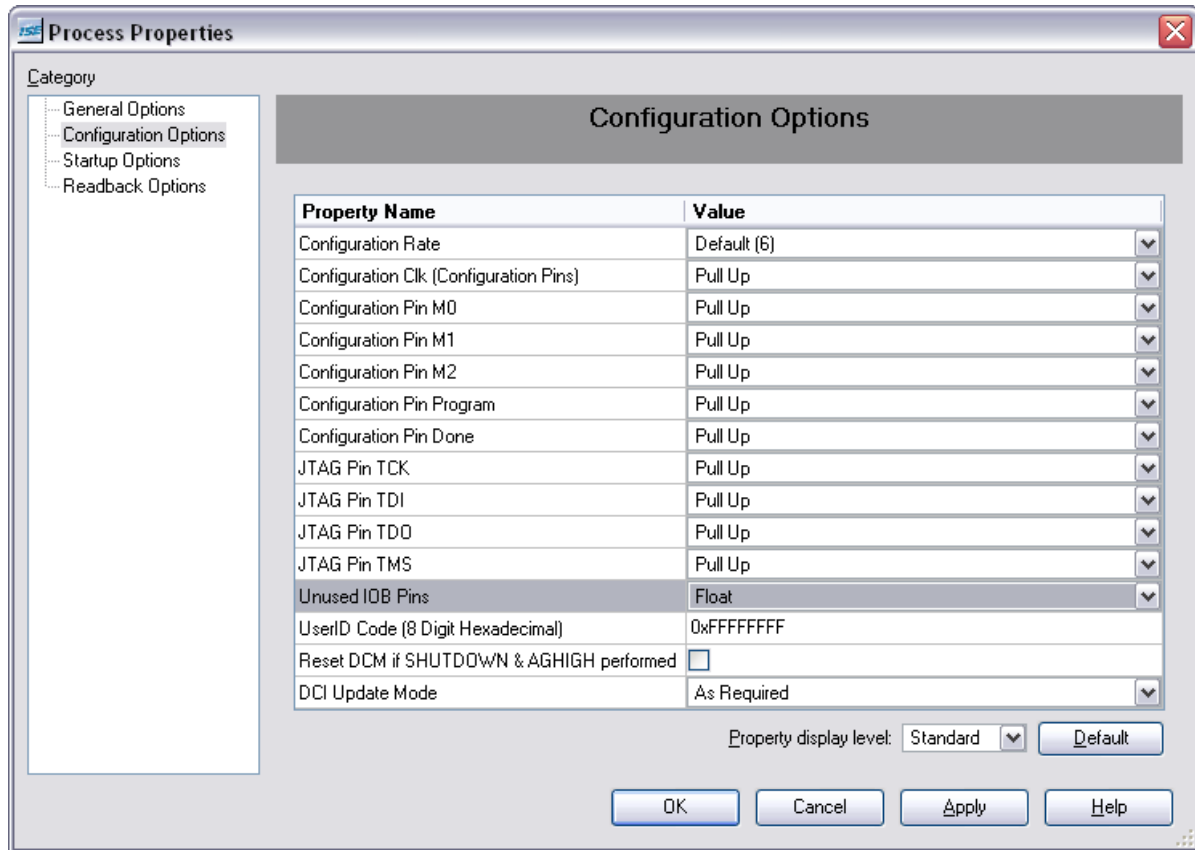 ISE Process Properties
Category
General Options
Configuration Options
Startup Options
Readback Options
Configuration Options
Property Name Value
Configuration Rate Default (6)
Configuration Clk (Configuration Pins) Pull Up
Configuration Pin M0 Pull Up
Configuration Pin M1 Pull Up
Configuration Pin M2 Pull Up
Configuration Pin Program Pull Up
Configuration Pin Done Pull Up
JTAG Pin TCK Pull Up
JTAG Pin TDI Pull Up
JTAG Pin TDO Pull Up
JTAG Pin TMS Pull Up
Unused IOB Pins Float
UserID Code (8 Digit Hexadecimal) 0xFFFFFFFF
Reset DCM if SHUTDOWN & AGHIGH performed
DCI Update Mode As Required
Property display level: Standard Default
OK Cancel Apply Help